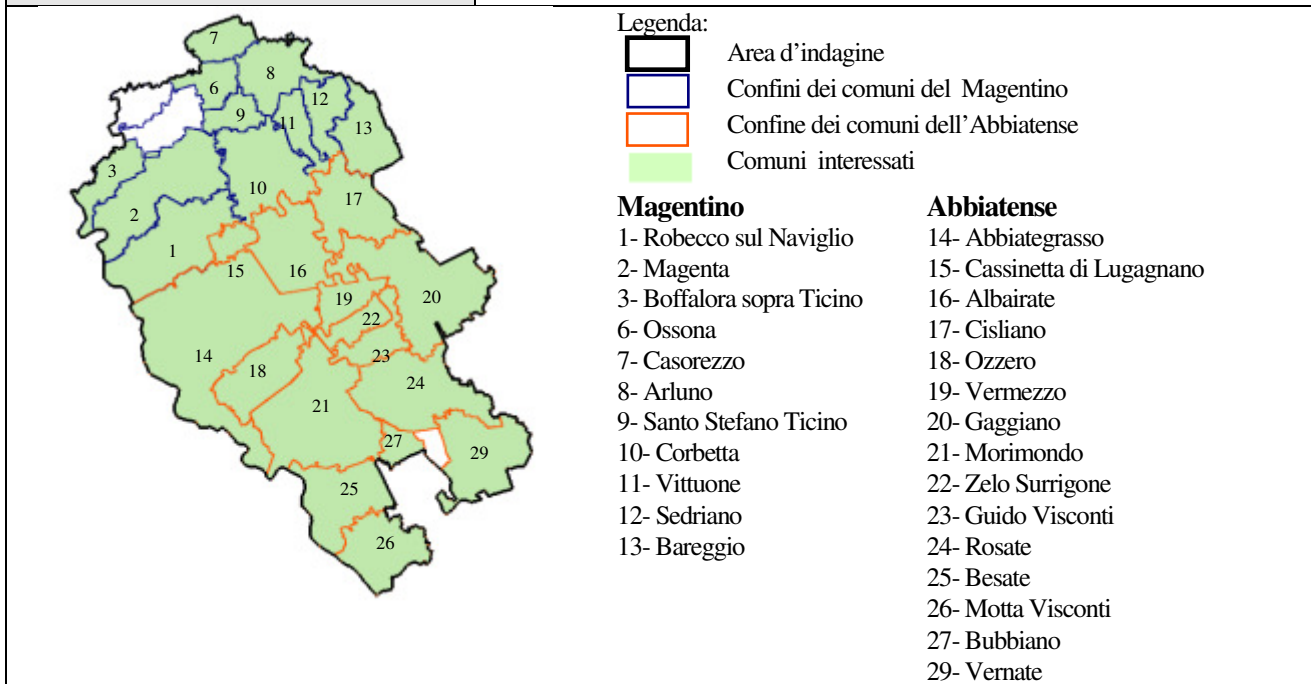 Legenda:
Area d'indagine
Confini dei comuni del Magentino
Confine dei comuni dell'Abbiatense
Comuni interessati
Magentino
1- Robecco sul Naviglio
2- Magenta
3- Boffalora sopra Ticino
6- Ossona
7- Casorezzo
8- Arluno
9- Santo Stefano Ticino
10- Corbetta
11- Vittuone
12- Sedriano
13- Bareggio
Abbiatense
14- Abbiategrasso
15- Cassinetta di Lugagnano
16- Albairate
17- Cisliano
18- Ozzero
19- Vermezzo
20- Gaggiano
21- Morimondo
22- Zelo Surrigone
23- Guido Visconti
24- Rosate
25- Besate
26- Motta Visconti
27- Bubbiano
29- Vernate
7
8
6
12
9
11
13
3
10
17
2
1
15
16
19
20
22
14
23
18
24
21
27
29
25
26